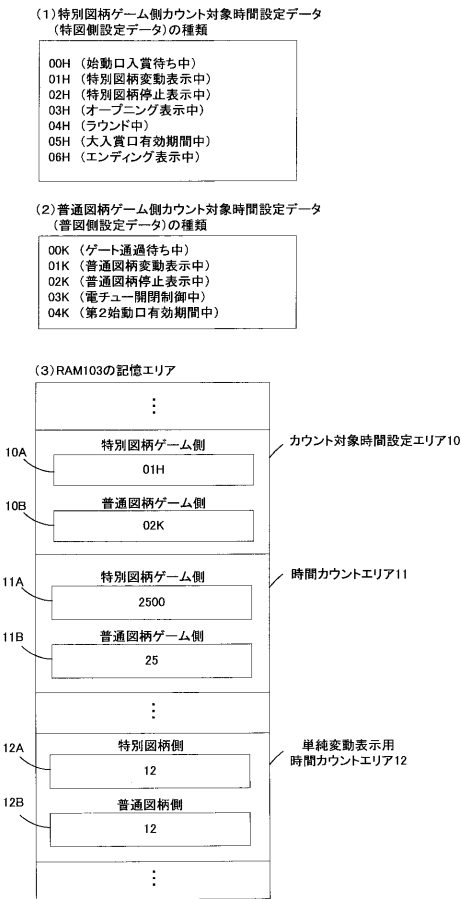 (1)特別図柄ゲーム側カウント対象時間設定データ
(特図側設定データ)の種類
00H (始動口入賞待ち中)
01H (特別図柄変動表示中)
02H (特別図柄停止表示中)
03H (オープニング表示中)
04H (ラウンド中)
05H (大入賞口有効期間中)
06H (エンディング表示中)
(2)普通図柄ゲーム側カウント対象時間設定データ
(普図側設定データ)の種類
00K (ゲート通過待ち中)
01K (普通図柄変動表示中)
02K (普通図柄停止表示中)
03K (電チュー開閉制御中)
04K (第2始動口有効期間中)
(3)RAM103の記憶エリア
⋮
カウント対象時間設定エリア10
特別図柄ゲーム側
10A
01H
普通図柄ゲーム側
10B
02K
時間カウントエリア11
特別図柄ゲーム側
11A
2500
普通図柄ゲーム側
11B
25
⋮
単純変動表示用
時間カウントエリア12
特別図柄側
12A
12
普通図柄側
12B
12
⋮